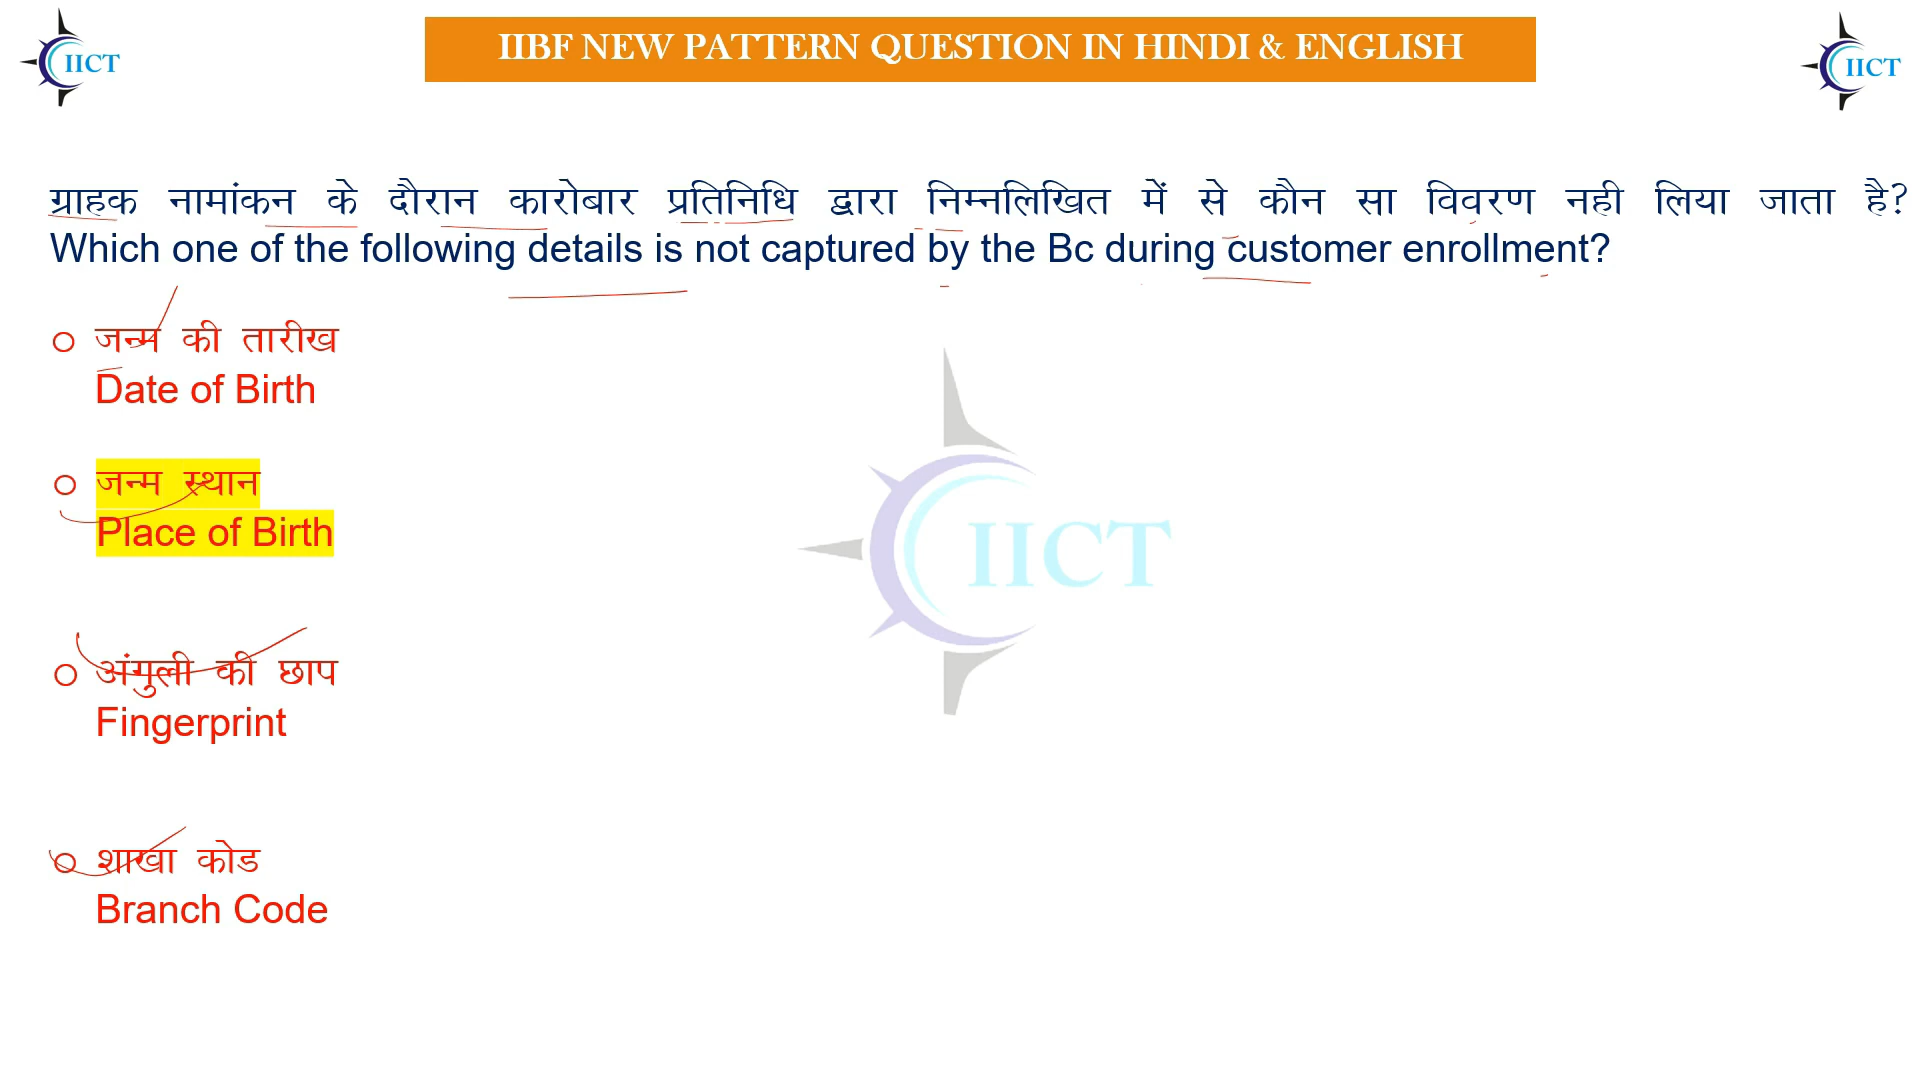 IICT
IIBF NEW PATTERN QUESTION IN HINDI & ENGLISH
IICT
ग्राहक नामांकन के दौरान कारोबार प्रतिनिधि द्वारा निम्नलिखित में से कौन सा विवरण नही लिया जाता है?
Which one of the following details is not captured by the Bc during customer enrollment?
जन्म की तारीख
Date of Birth
जन्म स्थान
Place of Birth
IICT
अंगुली की छाप
Fingerprint
शाखा कोड
Branch Code